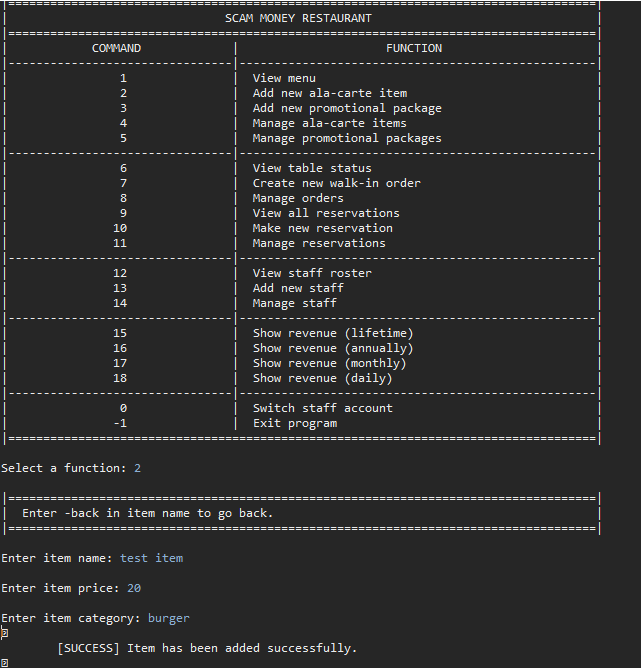 |====================================================================================|
| SCAM MONEY RESTAURANT |
|====================================================================================|
| COMMAND | FUNCTION |
|--------------------------------|---------------------------------------------------|
| 1 | View menu |
| 2 | Add new ala-carte item |
| 3 | Add new promotional package |
| 4 | Manage ala-carte items |
| 5 | Manage promotional packages |
|--------------------------------|---------------------------------------------------|
| 6 | View table status |
| 7 | Create new walk-in order |
| 8 | Manage orders |
| 9 | View all reservations |
| 10 | Make new reservation |
| 11 | Manage reservations |
|--------------------------------|---------------------------------------------------|
| 12 | View staff roster |
| 13 | Add new staff |
| 14 | Manage staff |
|--------------------------------|---------------------------------------------------|
| 15 | Show revenue (lifetime) |
| 16 | Show revenue (annually) |
| 17 | Show revenue (monthly) |
| 18 | Show revenue (daily) |
|--------------------------------|---------------------------------------------------|
| 0 | Switch staff account |
| -1 | Exit program |
|====================================================================================|
Select a function: 2
|====================================================================================|
| Enter -back in item name to go back. |
|====================================================================================|
Enter item name: test item
Enter item price: 20
Enter item category: burger
[SUCCESS] Item has been added successfully.